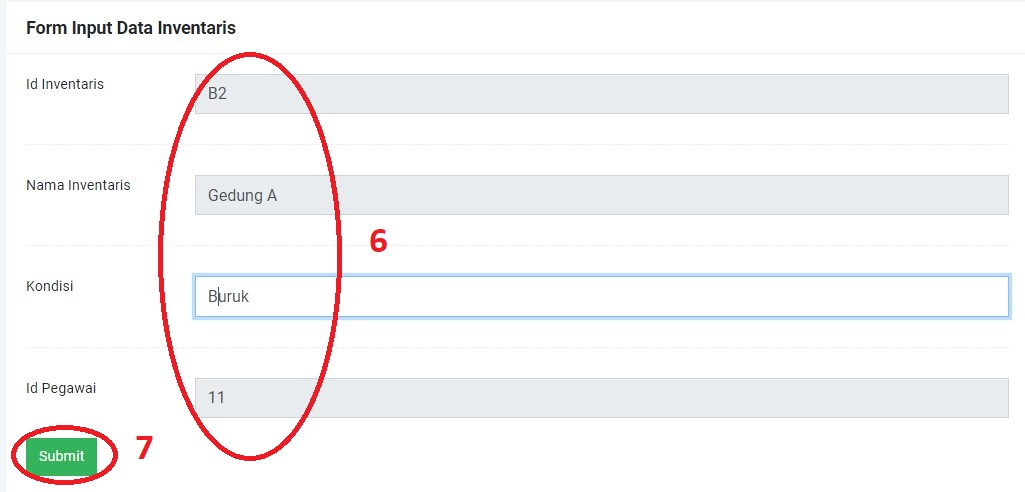 Form Input Data Inventaris
Id Inventaris
B2
Nama Inventaris
Gedung A
6
Kondisi
Buruk
Id Pegawai
11
Submit
7